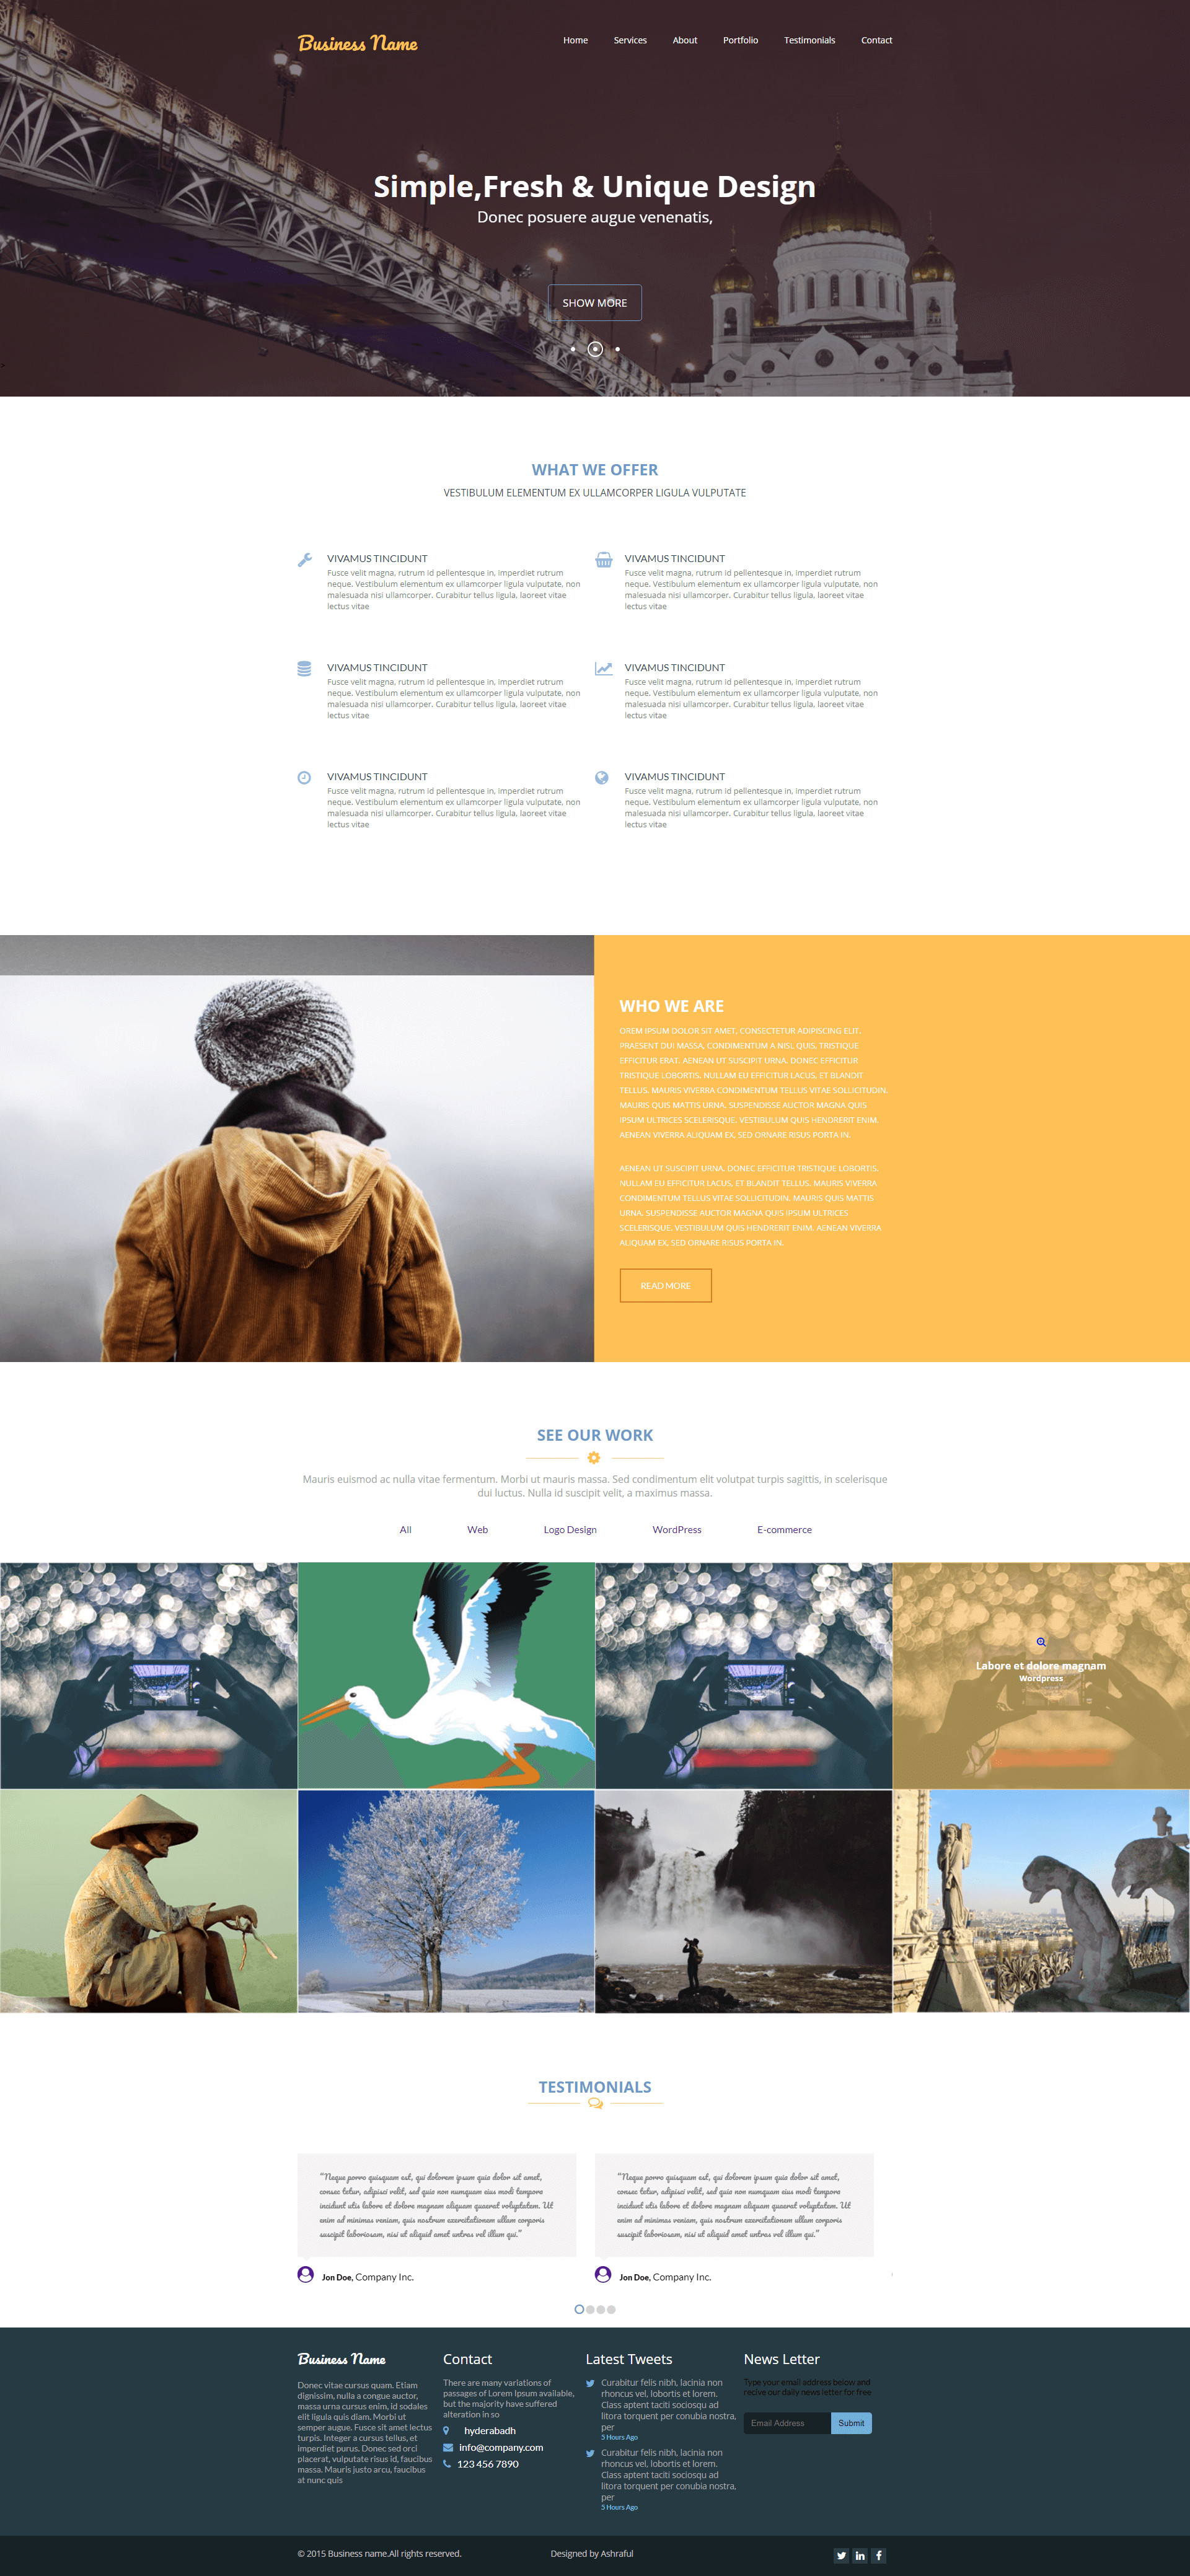 Business Name
Home Services About Portfolio Testimonials Contact
Simple,Fresh & Unique Design
Donec posuere augue venenatis,
SHOW MORE
WHAT WE OFFER
VESTIBULUM ELEMENTUM EX ULLAMCORPER LIGULA VULPUTATE
VIVAMUS TINCIDUNT
Fusce velit magna, rutrum id pellentesque in, imperdiet rutrum
neque. Vestibulum elementum ex ullamcorper ligula vulputate, non
malesuada nisi ullamcorper. Curabitur tellus ligula, laoreet vitae
lectus vitae
VIVAMUS TINCIDUNT
Fusce velit magna, rutrum id pellentesque in, imperdiet rutrum
neque. Vestibulum elementum ex ullamcorper ligula vulputate, non
malesuada nisi ullamcorper. Curabitur tellus ligula, laoreet vitae
lectus vitae
VIVAMUS TINCIDUNT
Fusce velit magna, rutrum id pellentesque in, imperdiet rutrum
neque. Vestibulum elementum ex ullamcorper ligula vulputate, non
malesuada nisi ullamcorper. Curabitur tellus ligula, laoreet vitae
lectus vitae
VIVAMUS TINCIDUNT
Fusce velit magna, rutrum id pellentesque in, imperdiet rutrum
neque. Vestibulum elementum ex ullamcorper ligula vulputate, non
malesuada nisi ullamcorper. Curabitur tellus ligula, laoreet vitae
lectus vitae
VIVAMUS TINCIDUNT
Fusce velit magna, rutrum id pellentesque in, imperdiet rutrum
neque. Vestibulum elementum ex ullamcorper ligula vulputate, non
malesuada nisi ullamcorper. Curabitur tellus ligula, laoreet vitae
lectus vitae
VIVAMUS TINCIDUNT
Fusce velit magna, rutrum id pellentesque in, imperdiet rutrum
neque. Vestibulum elementum ex ullamcorper ligula vulputate, non
malesuada nisi ullamcorper. Curabitur tellus ligula, laoreet vitae
lectus vitae
WHO WE ARE
OREM IPSUM DOLOR SIT AMET, CONSECTETUR ADIPISCING ELIT.
PRAESENT DUI MASSA, CONDIMENTUM A NISL QUIS, TRISTIQUE
EFFICITUR ERAT. AENEAN UT SUSCIPIT URNA. DONEC EFFICITUR
TRISTIQUE LOBORTIS. NULLAM EU EFFICITUR LACUS, ET BLANDIT
TELLUS. MAURIS VIVERRA CONDIMENTUM TELLUS VITAE SOLLICITUDIN.
MAURIS QUIS MATTIS URNA. SUSPENDISSE AUCTOR MAGNA QUIS
IPSUM ULTRICES SCELERISQUE. VESTIBULUM QUIS HENDRERIT ENIM.
AENEAN VIVERRA ALIQUAM EX, SED ORNARE RISUS PORTA IN.
AENEAN UT SUSCIPIT URNA. DONEC EFFICITUR TRISTIQUE LOBORTIS.
NULLAM EU EFFICITUR LACUS, ET BLANDIT TELLUS. MAURIS VIVERRA
CONDIMENTUM TELLUS VITAE SOLLICITUDIN. MAURIS QUIS MATTIS
URNA. SUSPENDISSE AUCTOR MAGNA QUIS IPSUM ULTRICES
SCELERISQUE. VESTIBULUM QUIS HENDRERIT ENIM. AENEAN VIVERRA
ALIQUAM EX, SED ORNARE RISUS PORTA IN.
READ MORE
SEE OUR WORK
Mauris euismod ac nulla vitae fermentum. Morbi ut mauris massa. Sed condimentum elit volutpat turpis sagittis, in scelerisque
dui luctus. Nulla id suscipit velit, a maximus massa.
All Web Logo Design WordPress E-commerce
Labore et dolore magnam
Wordpress
TESTIMONIALS
"Neque porro quisquam est, qui dolorem ipsum quia dolor sit amet,
consec tetur, adipisci velit, sed quia non numquam eius modi tempora
incidunt utis labore et dolore magnam aliquam quaerat voluptatem. Ut
enim ad minimas veniam, quis nostrum exercitationem ullam corporis
suscipit laboriosam, nisi ut aliquid amet untras vel illum qui."
Jon Doe, Company Inc.
"Neque porro quisquam est, qui dolorem ipsum quia dolor sit amet,
consec tetur, adipisci velit, sed quia non numquam eius modi tempora
incidunt utis labore et dolore magnam aliquam quaerat voluptatem. Ut
enim ad minimas veniam, quis nostrum exercitationem ullam corporis
suscipit laboriosam, nisi ut aliquid amet untras vel illum qui."
Jon Doe, Company Inc.
Business Name
Donec vitae cursus quam. Etiam
dignissim, nulla a congue auctor,
massa urna cursus enim, id sodales
elit ligula quis diam. Morbi ut
semper augue. Fusce sit amet lectus
turpis. Integer a cursus tellus, et
imperdiet purus. Donec sed orci
placerat, vulputate risus id, faucibus
massa. Mauris justo arcu, faucibus
at nunc quis
Contact
There are many variations of
passages of Lorem Ipsum available,
but the majority have suffered
alteration in so
hyderabadh
info@company.com
123 456 7890
Latest Tweets
Curabitur felis nibh, lacinia non
rhoncus vel, lobortis et lorem.
Class aptent taciti sociosqu ad
litora torquent per conubia nostra,
per
5 Hours Ago
Curabitur felis nibh, lacinia non
rhoncus vel, lobortis et lorem.
Class aptent taciti sociosqu ad
litora torquent per conubia nostra,
per
5 Hours Ago
News Letter
Type your email address below and
recive our daily news letter for free
Email Address Submit
© 2015 Business name.All rights reserved. Designed by Ashraful